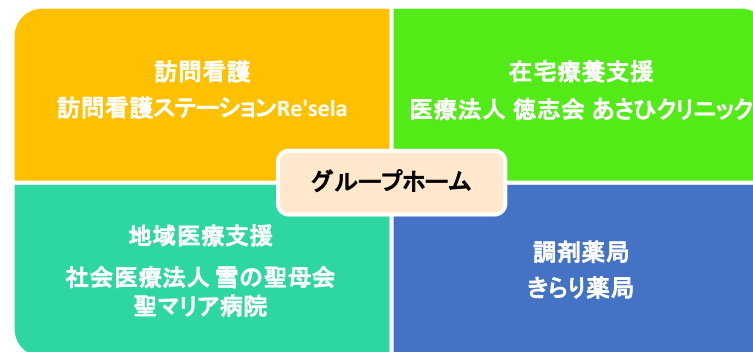 訪問看護
訪問看護ステーションRe'sela
在宅療養支援
医療法人 徳志会 あさひクリニック
グループホーム
地域医療支援
社会医療法人 雪の聖母会
聖マリア病院
調剤薬局
きらり薬局